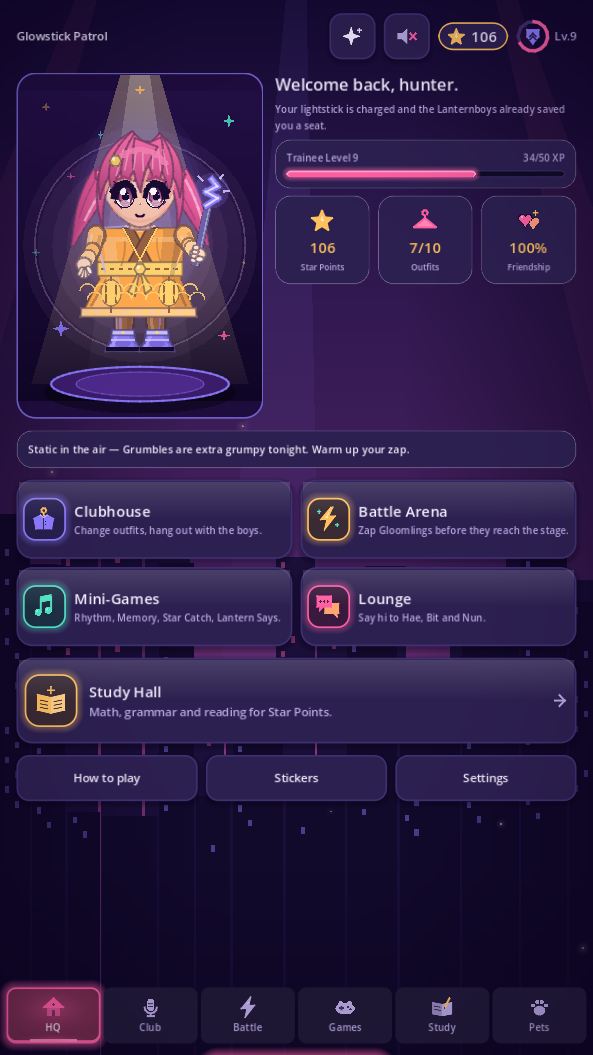 Glowstick Patrol
106
Lv.9
Welcome back, hunter.
Your lightstick is charged and the Lanternboys already saved
you a seat.
Trainee Level 9
34/50 XP
106
Star Points
7/10
Outfits
100%
Friendship
Static in the air — Grumbles are extra grumpy tonight. Warm up your zap.
Clubhouse
Change outfits, hang out with the boys.
Battle Arena
Zap Gloomlings before they reach the stage.
Mini-Games
Rhythm, Memory, Star Catch, Lantern Says.
Lounge
Say hi to Hae, Bit and Nun.
Study Hall
Math, grammar and reading for Star Points.
How to play
Stickers
Settings
HQ
Club
Battle
Games
Study
Pets